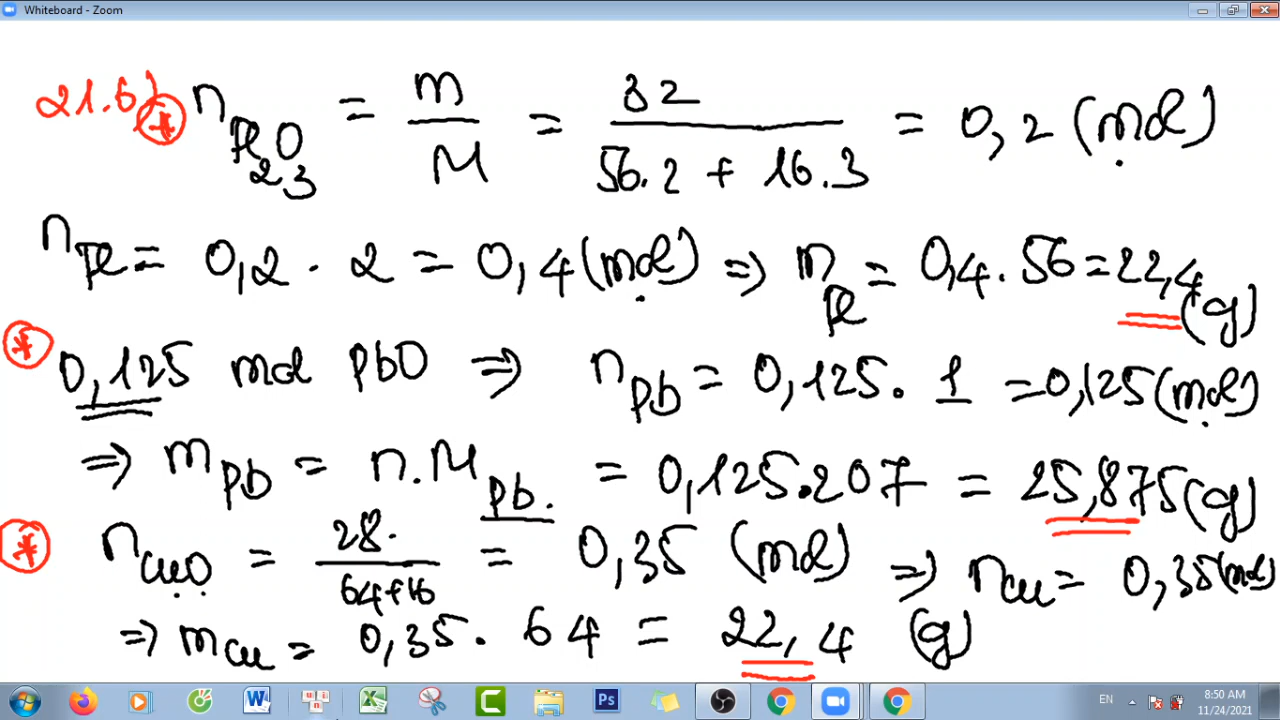 Whiteboard - Zoom
21.6) * n Fe2O3 = m/M = 32/(56.2 + 16.3) = 0,2 (mol)
n Fe = 0,2 . 2 = 0,4 (mol) => m Fe = 0,4 . 56 = 22,4 (g)
* 0,125 mol PbO => n Pb = 0,125 . 1 = 0,125 (mol)
=> m Pb = n.M Pb. = 0,125.207 = 25,875 (g)
* n CuO = 28./(64+16) = 0,35 (mol) => n Cu = 0,35 (mol)
=> m Cu = 0,35 . 64 = 22,4 (g)
EN
8:50 AM
11/24/2021